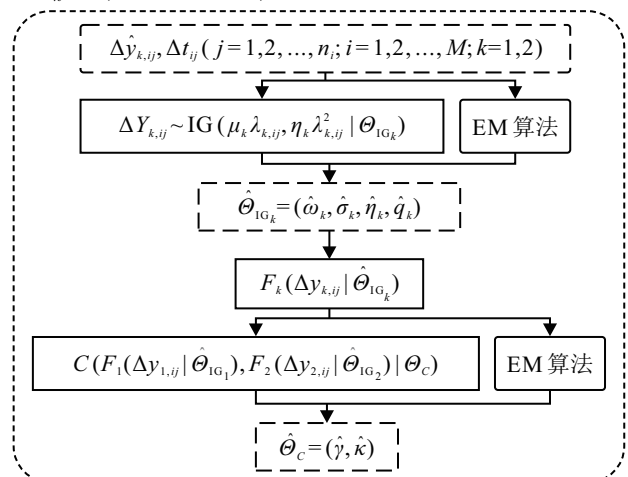 Δŷ_{k,ij}, Δt_{ij} (j=1,2,...,n_i; i=1,2,...,M; k=1,2)
ΔY_{k,ij} ~ IG(μ_k λ_{k,ij}, η_k λ²_{k,ij} | Θ_{IG_k})
EM 算法
Θ̂_{IG_k}=(ω̂_k, σ̂_k, η̂_k, q̂_k)
F_k(Δy_{k,ij} | Θ̂_{IG_k})
C(F_1(Δy_{1,ij} | Θ̂_{IG_1}), F_2(Δy_{2,ij} | Θ̂_{IG_2}) | Θ_C)
EM 算法
Θ̂_C=(γ̂, κ̂)